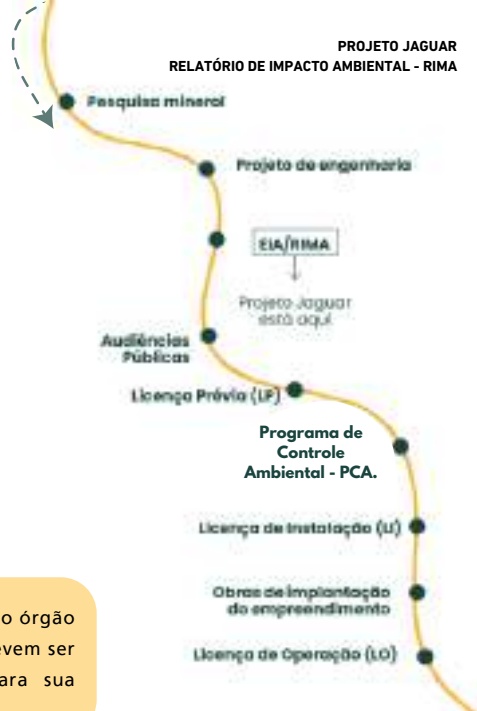 PROJETO JAGUAR
RELATÓRIO DE IMPACTO AMBIENTAL - RIMA
Pesquisa mineral
Projeto de engenharia
EIA/RIMA
Projeto Jaguar
está aqui
Audiências
Públicas
Licença Prévia (LP)
Programa de
Controle
Ambiental - PCA.
Licença de Instalação (LI)
Obras de implantação
do empreendimento
Licença de Operação (LO)
o órgão
evem ser
ara sua